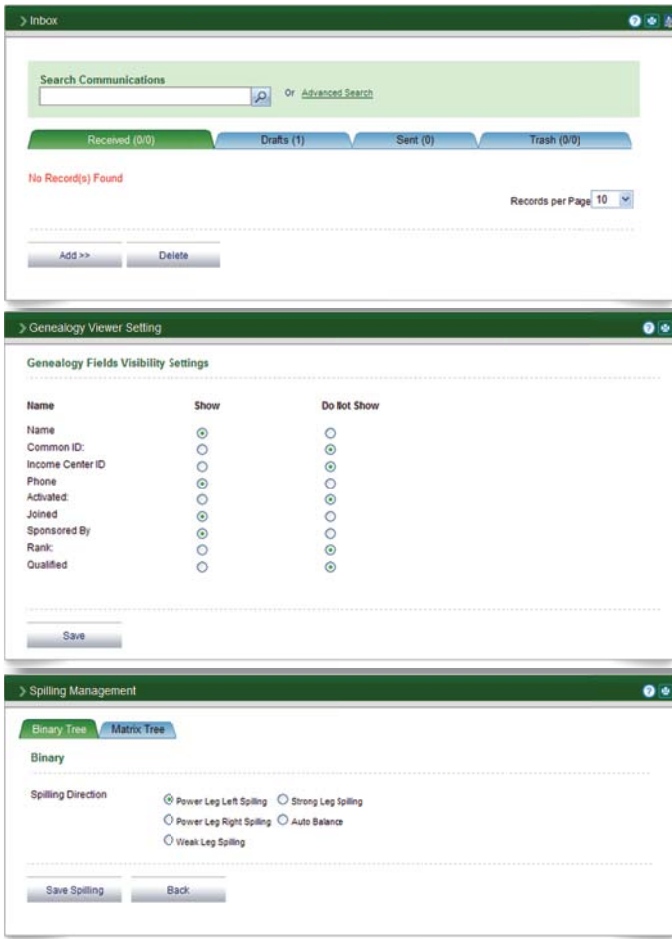 Inbox
Search Communications
Or Advanced Search
Received (0/0) Drafts (1) Sent (0) Trash (0/0)
No Record(s) Found
Records per Page 10
Add >> Delete
Genealogy Viewer Setting
Genealogy Fields Visibility Settings
Name Show Do Not Show
Name
Common ID:
Income Center ID
Phone
Activated:
Joined
Sponsored By
Rank:
Qualified
Save
Spilling Management
Binary Tree Matrix Tree
Binary
Spilling Direction Power Leg Left Spilling Strong Leg Spilling
Power Leg Right Spilling Auto Balance
Weak Leg Spilling
Save Spilling Back